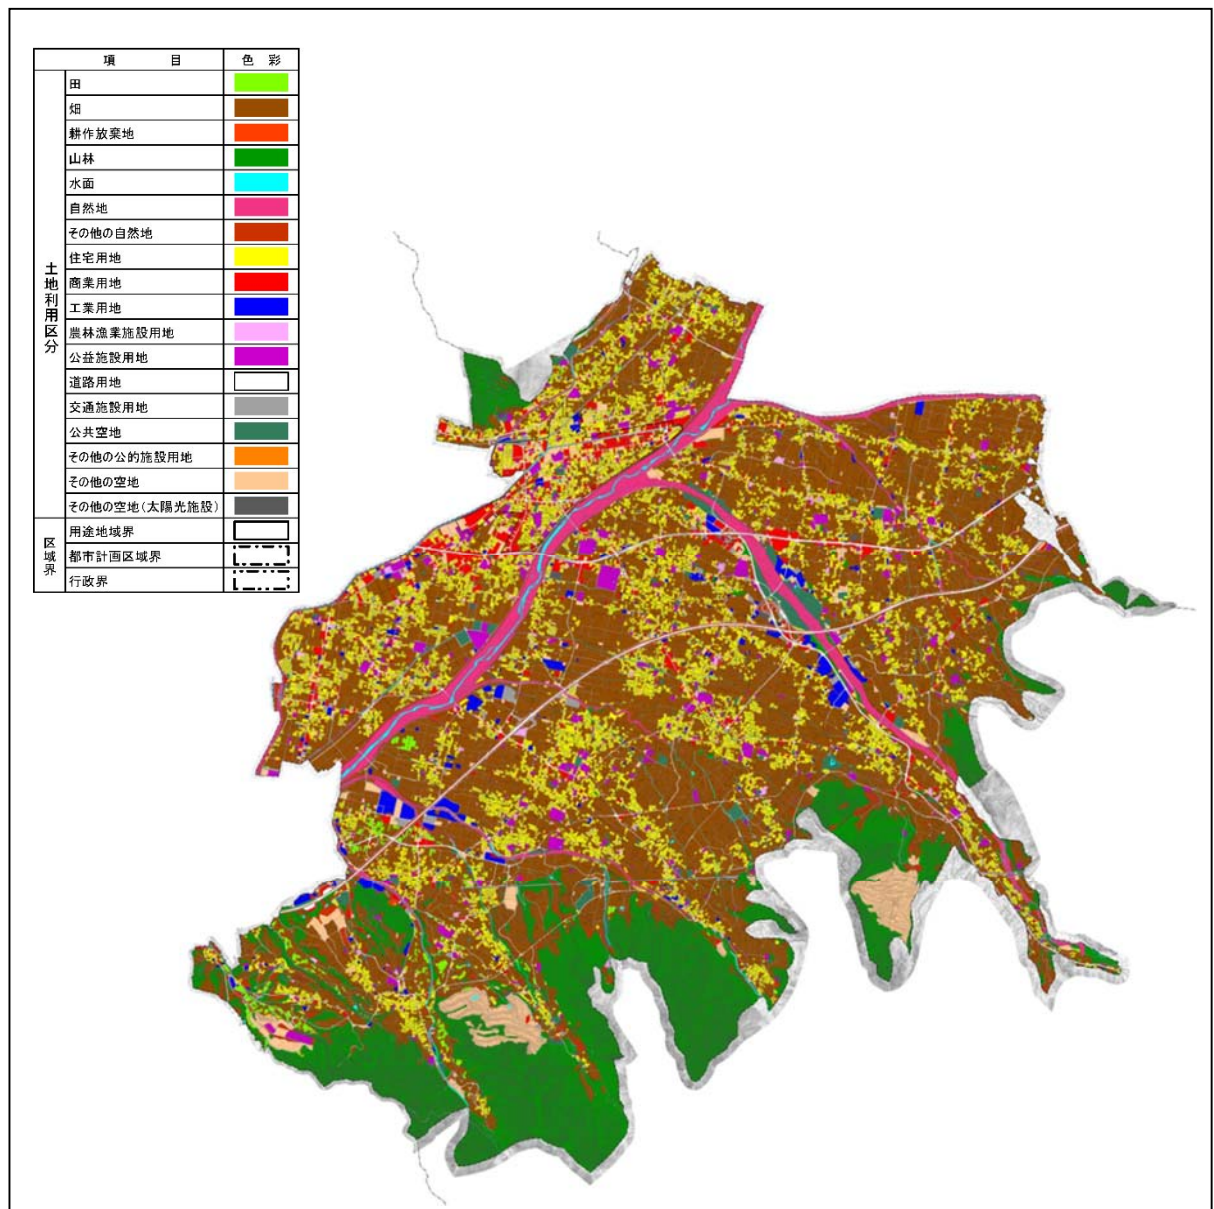 項 目 色 彩
土地利用区分
田
畑
耕作放棄地
山林
水面
自然地
その他の自然地
住宅用地
商業用地
工業用地
農林漁業施設用地
公益施設用地
道路用地
交通施設用地
公共空地
その他の公的施設用地
その他の空地
その他の空地(太陽光施設)
区域界
用途地域界
都市計画区域界
行政界